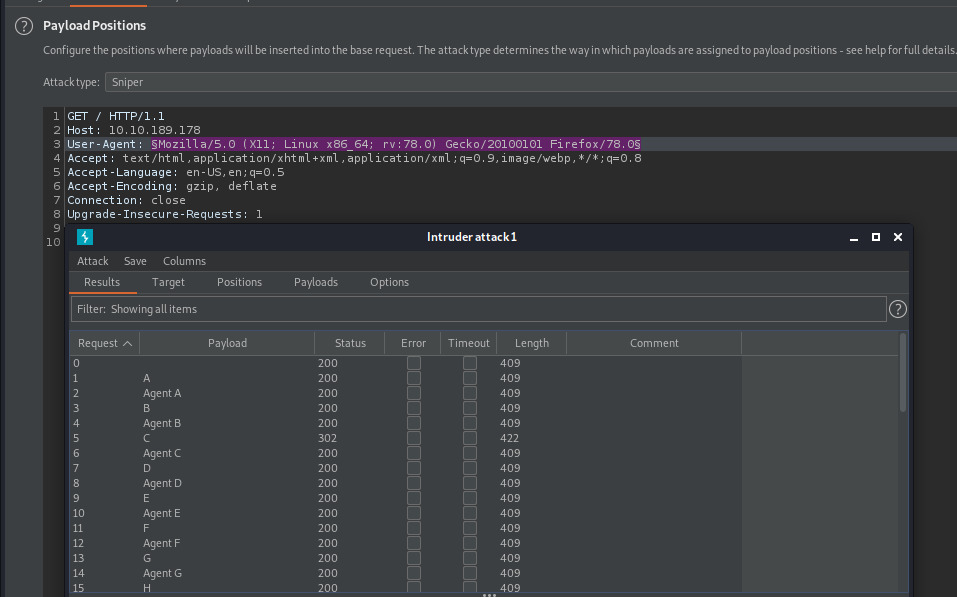 Payload Positions
Configure the positions where payloads will be inserted into the base request. The attack type determines the way in which payloads are assigned to payload positions - see help for full details.
Attack type: Sniper
1 GET / HTTP/1.1
2 Host: 10.10.189.178
3 User-Agent: §Mozilla/5.0 (X11; Linux x86_64; rv:78.0) Gecko/20100101 Firefox/78.0§
4 Accept: text/html,application/xhtml+xml,application/xml;q=0.9,image/webp,*/*;q=0.8
5 Accept-Language: en-US,en;q=0.5
6 Accept-Encoding: gzip, deflate
7 Connection: close
8 Upgrade-Insecure-Requests: 1
9
10
Intruder attack1
Attack Save Columns
Results Target Positions Payloads Options
Filter: Showing all items ?
Request Payload Status Error Timeout Length Comment
0 200 409
1 A 200 409
2 Agent A 200 409
3 B 200 409
4 Agent B 200 409
5 C 302 422
6 Agent C 200 409
7 D 200 409
8 Agent D 200 409
9 E 200 409
10 Agent E 200 409
11 F 200 409
12 Agent F 200 409
13 G 200 409
14 Agent G 200 409
15 H 200 409